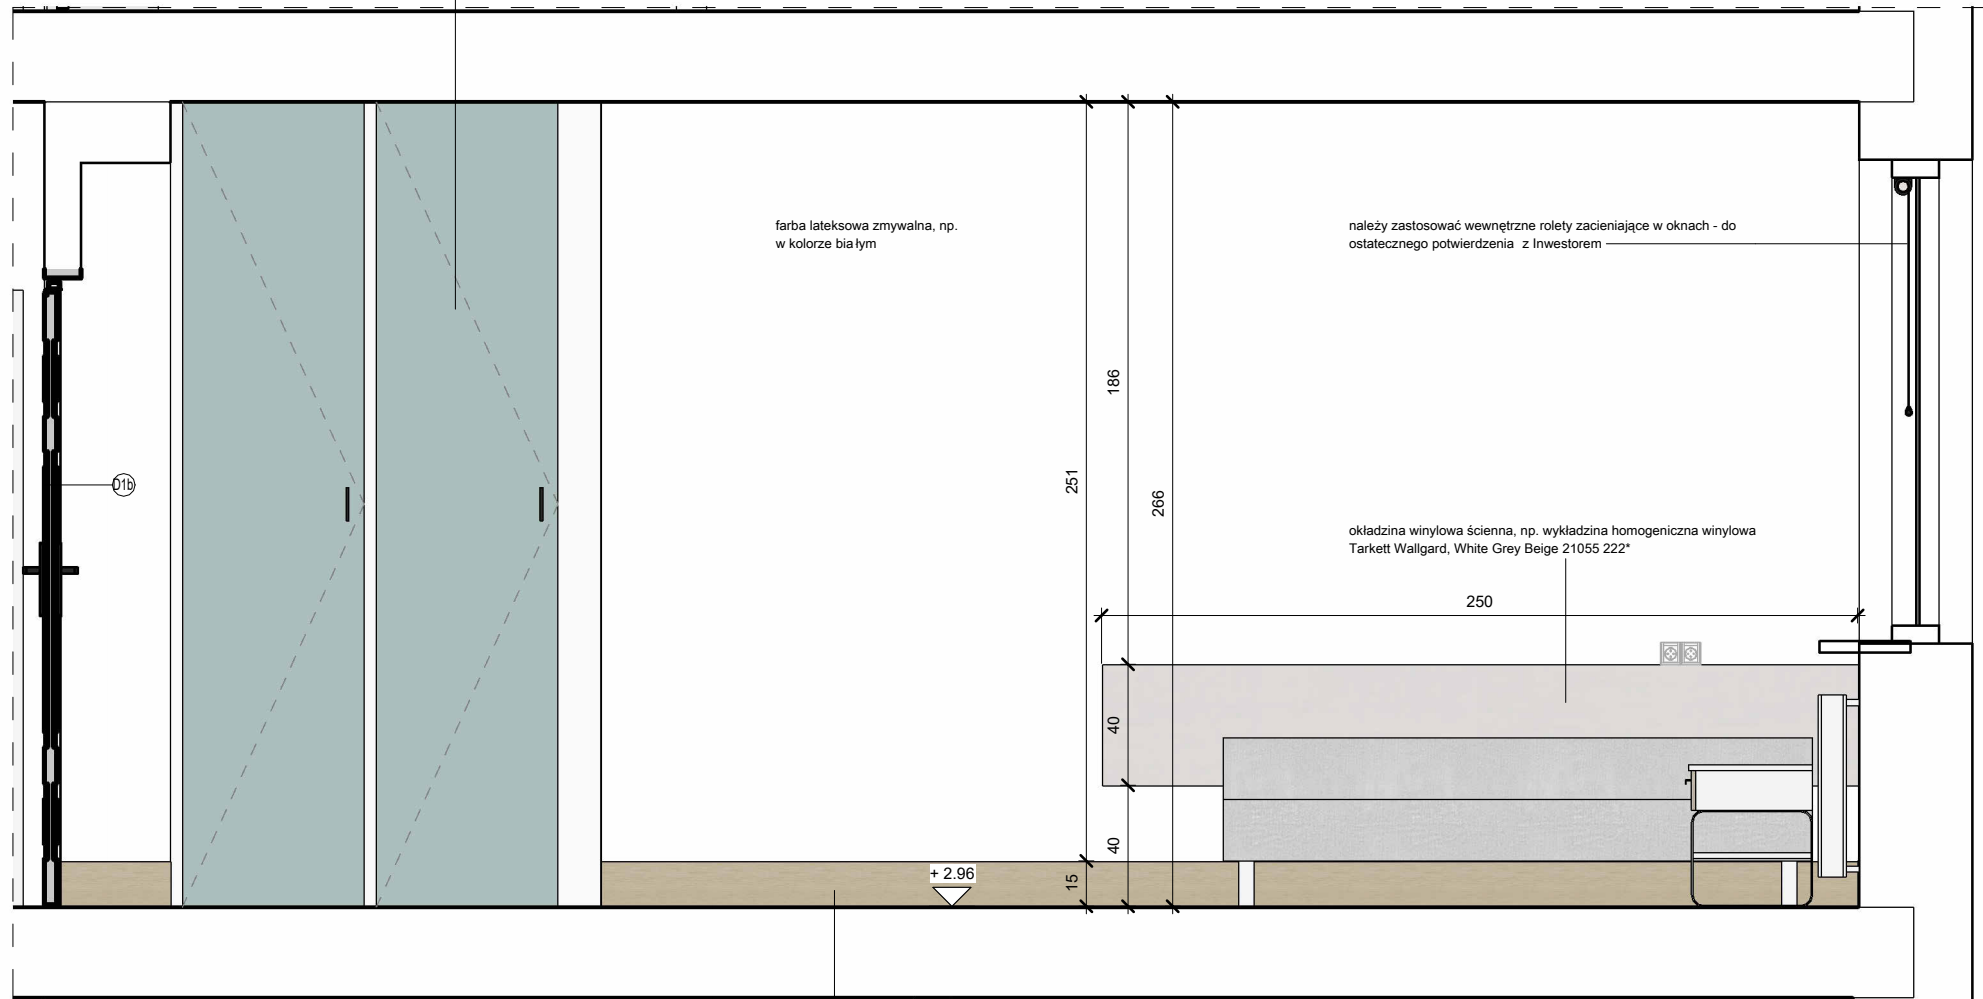 farba lateksowa zmywalna, np.
w kolorze białym
należy zastosować wewnętrzne rolety zacieniające w oknach - do
ostatecznego potwierdzenia z Inwestorem
186
251
266
D1b
okładzina winylowa ścienna, np. wykładzina homogeniczna winylowa
Tarkett Wallgard, White Grey Beige 21055 222*
250
40
40
15
+ 2.96